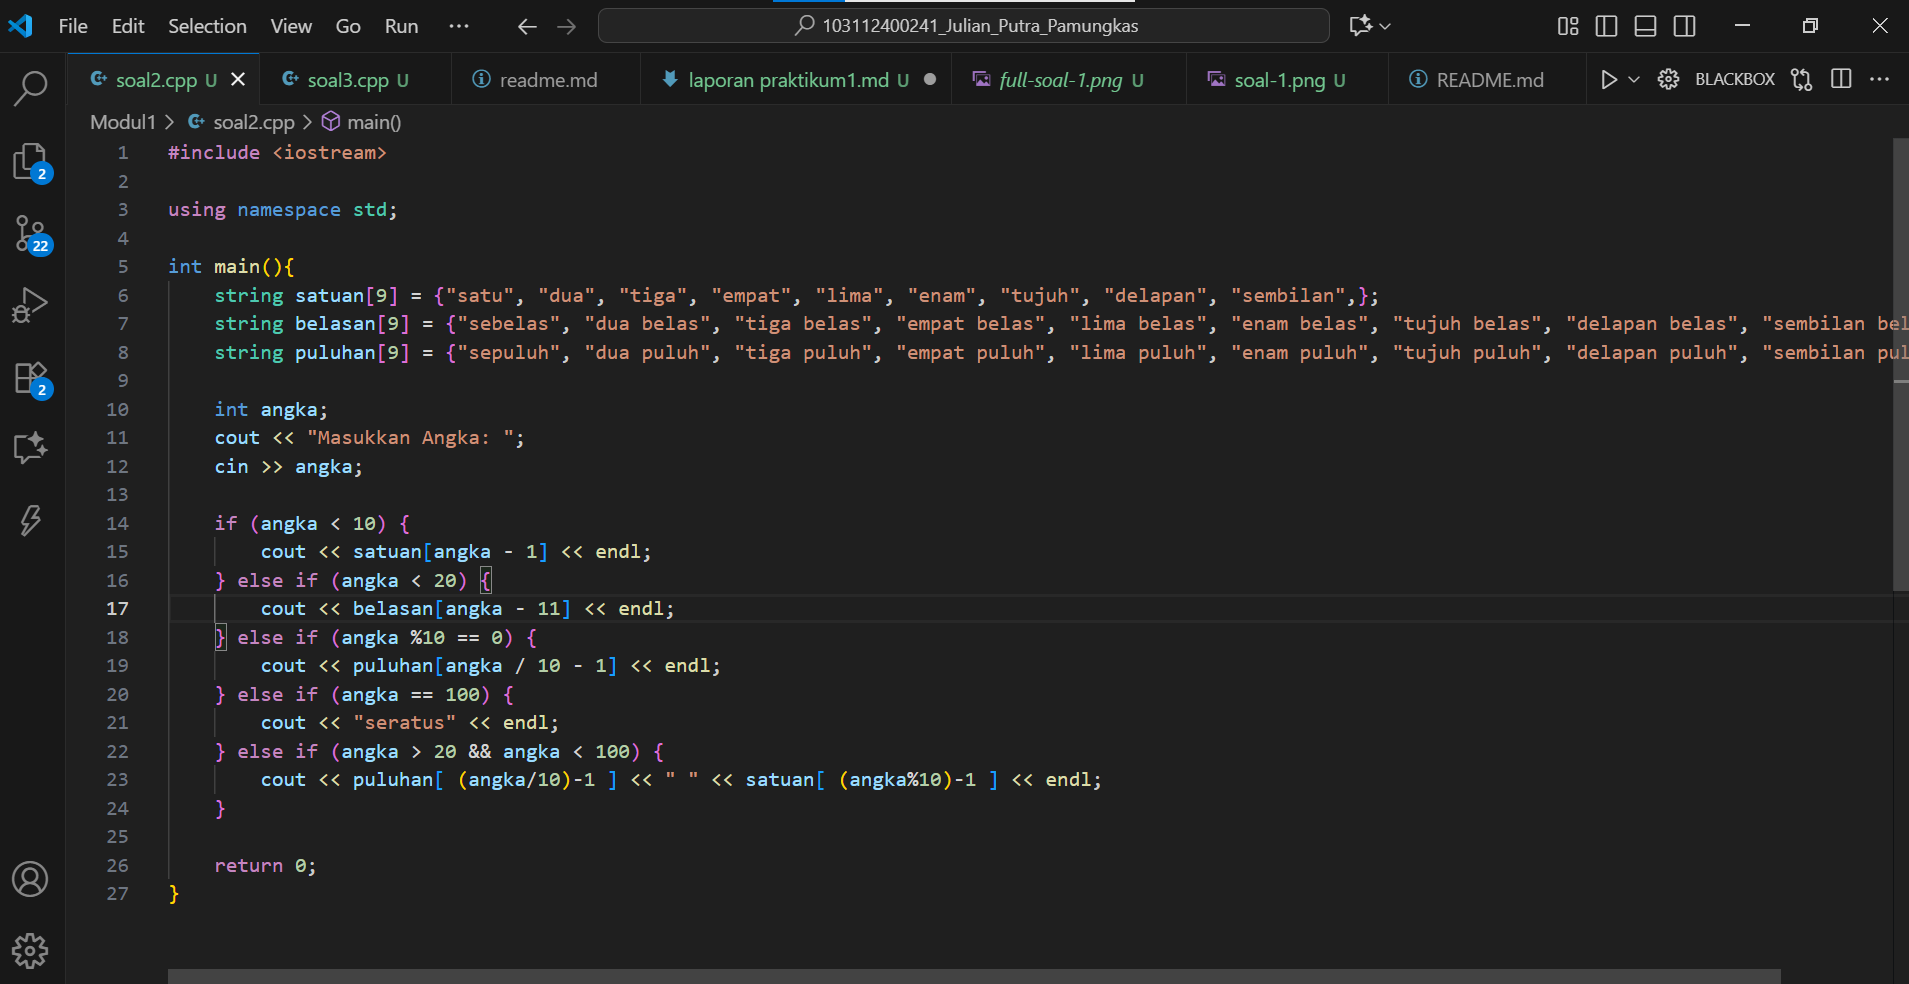 File Edit Selection View Go Run ··· 103112400241_Julian_Putra_Pamungkas
soal2.cpp U soal3.cpp U readme.md laporan praktikum1.md U full-soal-1.png U soal-1.png U README.md BLACKBOX
Modul1 > soal2.cpp > main()
1 #include <iostream>
2
3 using namespace std;
4
5 int main(){
6 string satuan[9] = {"satu", "dua", "tiga", "empat", "lima", "enam", "tujuh", "delapan", "sembilan",};
7 string belasan[9] = {"sebelas", "dua belas", "tiga belas", "empat belas", "lima belas", "enam belas", "tujuh belas", "delapan belas", "sembilan bel
8 string puluhan[9] = {"sepuluh", "dua puluh", "tiga puluh", "empat puluh", "lima puluh", "enam puluh", "tujuh puluh", "delapan puluh", "sembilan pul
9
10 int angka;
11 cout << "Masukkan Angka: ";
12 cin >> angka;
13
14 if (angka < 10) {
15 cout << satuan[angka - 1] << endl;
16 } else if (angka < 20) {
17 cout << belasan[angka - 11] << endl;
18 } else if (angka %10 == 0) {
19 cout << puluhan[angka / 10 - 1] << endl;
20 } else if (angka == 100) {
21 cout << "seratus" << endl;
22 } else if (angka > 20 && angka < 100) {
23 cout << puluhan[ (angka/10)-1 ] << " " << satuan[ (angka%10)-1 ] << endl;
24 }
25
26 return 0;
27 }
2
22
2